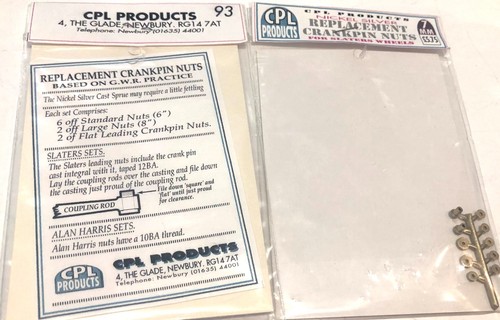 CPL PRODUCTS
93
4, THE GLADE, NEWBURY. RG14 7AT
Telephone: Newbury (01635) 44001
REPLACEMENT CRANKPIN NUTS
BASED ON G.W.R. PRACTICE
The Nickel Silver Cast Sprue may require a little fettling
Each set Comprises:
6 off Standard Nuts (6")
2 off Large Nuts (8")
2 of Flat Leading Crankpin Nuts.
SLATERS SETS.
The Slaters leading nuts include the crank pin
cast integral with it, taped 12BA.
Lay the coupling rods over the casting and file down
the casting just proud of the coupling rod.
File down 'square' and
flat' until just proud
for clearance.
COUPLING ROD
ALAN HARRIS SETS.
Alan Harris nuts have a 10BA thread.
CPL
PRODUCTS
CPL PRODUCTS
4, THE GLADE, NEWBURY. RG14 7AT
Telephone: Newbury (01635) 44001
CPL
PRODUCTS
CPL PRODUCTS
NICKEL SILVER
REPLACEMENT
CRANKPIN NUTS
FOR SLATERS WHEELS
7
MM